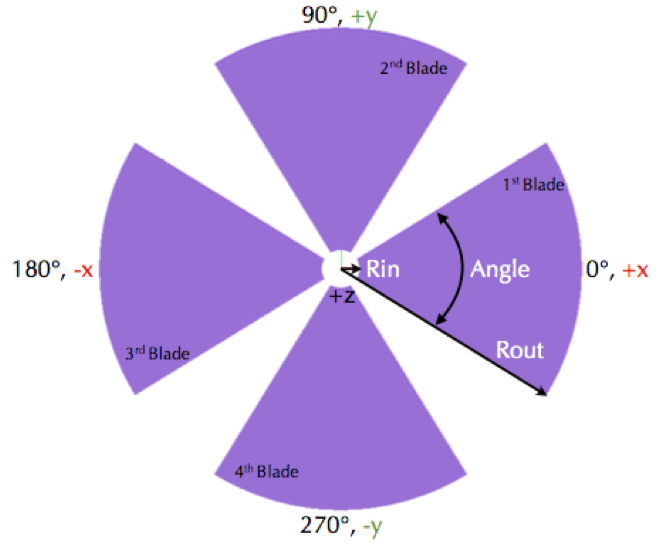 90°, +y
2nd Blade
1st Blade
180°, -x
Rin
Angle
0°, +x
+z
Rout
3rd Blade
4th Blade
270°, -y